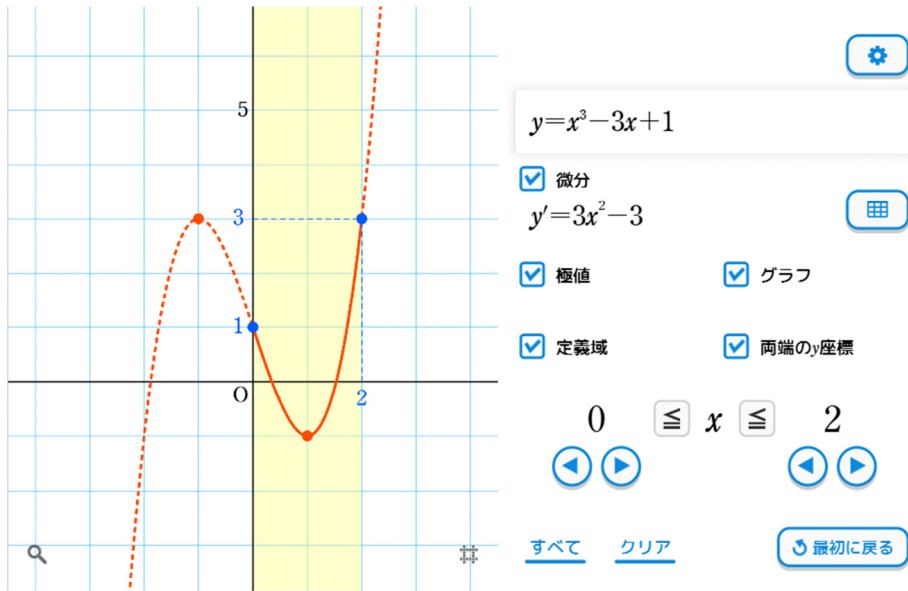 5
3
1
O
2
y=x³−3x+1
微分
y′=3x²−3
極値
グラフ
定義域
両端のy座標
0 ≦ x ≦ 2
すべて
クリア
最初に戻る